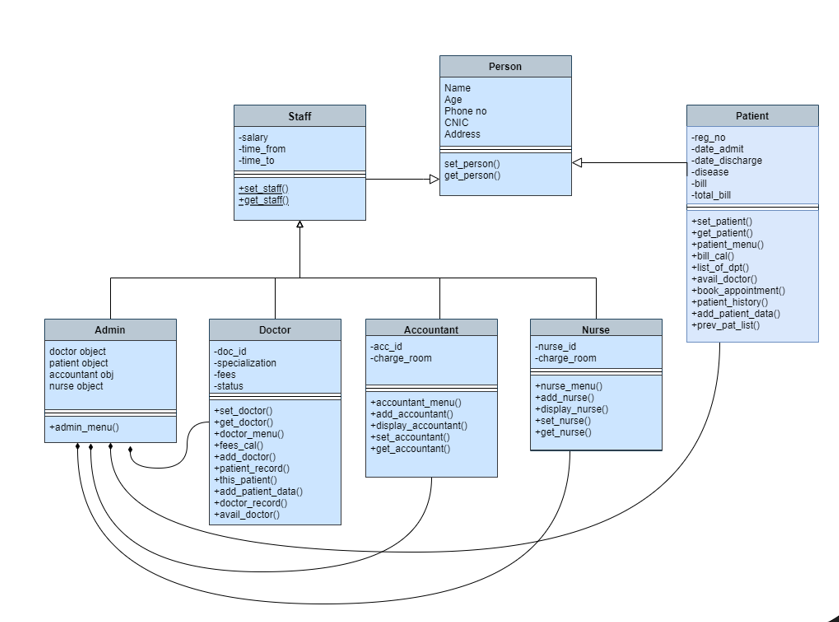 Person
Name
Age
Phone no
CNIC
Address
set_person()
get_person()
Staff
-salary
-time_from
-time_to
+set_staff()
+get_staff()
Patient
-reg_no
-date_admit
-date_discharge
-disease
-bill
-total_bill
+set_patient()
+get_patient()
+patient_menu()
+bill_cal()
+list_of_dpt()
+avail_doctor()
+book_appointment()
+patient_history()
+add_patient_data()
+prev_pat_list()
Admin
doctor object
patient object
accountant obj
nurse object
+admin_menu()
Doctor
-doc_id
-specialization
-fees
-status
+set_doctor()
+get_doctor()
+doctor_menu()
+fees_cal()
+add_doctor()
+patient_record()
+this_patient()
+add_patient_data()
+doctor_record()
+avail_doctor()
Accountant
-acc_id
-charge_room
+accountant_menu()
+add_accountant()
+display_accountant()
+set_accountant()
+get_accountant()
Nurse
-nurse_id
-charge_room
+nurse_menu()
+add_nurse()
+display_nurse()
+set_nurse()
+get_nurse()